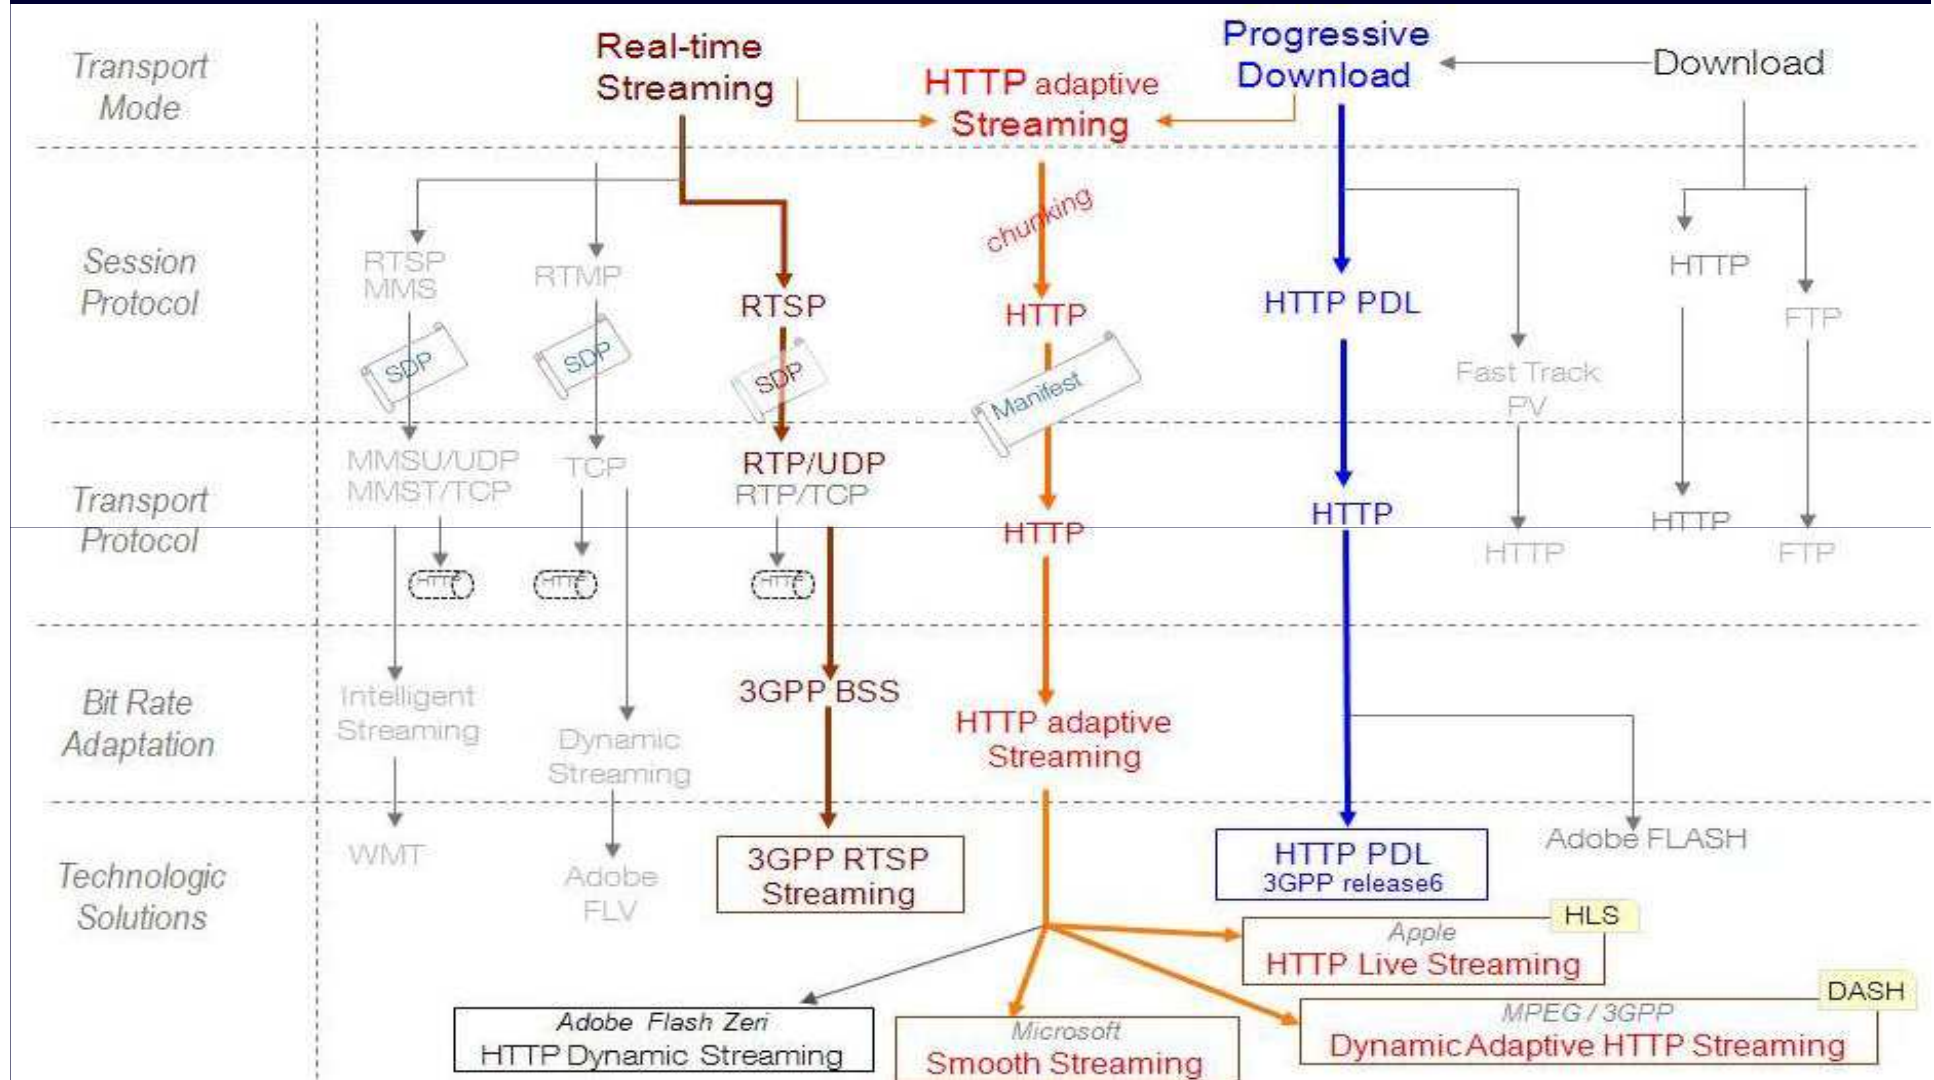 Transport
Mode
Real-time
Streaming
HTTP adaptive
Streaming
Progressive
Download
Download
Session
Protocol
RTSP
MMS
RTMP
RTSP
chunking
HTTP
HTTP PDL
Fast Track
PV
HTTP
FTP
SDP
SDP
SDP
Manifest
Transport
Protocol
MMSU/UDP
MMST/TCP
TCP
RTP/UDP
RTP/TCP
HTTP
HTTP
HTTP
HTTP
FTP
HTTP
HTTP
HTTP
Bit Rate
Adaptation
Intelligent
Streaming
Dynamic
Streaming
3GPP BSS
HTTP adaptive
Streaming
Technologic
Solutions
WMT
Adobe
FLV
3GPP RTSP
Streaming
HTTP PDL
3GPP release6
Adobe FLASH
HLS
Apple
HTTP Live Streaming
DASH
MPEG / 3GPP
Dynamic Adaptive HTTP Streaming
Adobe Flash Zeri
HTTP Dynamic Streaming
Microsoft
Smooth Streaming